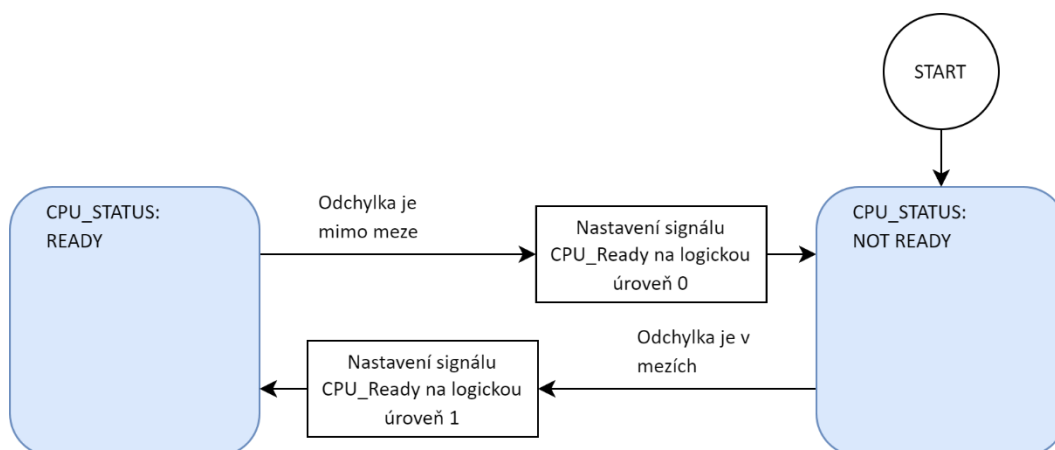 START
CPU_STATUS:
READY
Odchylka je
mimo meze
Nastavení signálu
CPU_Ready na logickou
úroveň 0
CPU_STATUS:
NOT READY
Odchylka je v
mezích
Nastavení signálu
CPU_Ready na logickou
úroveň 1